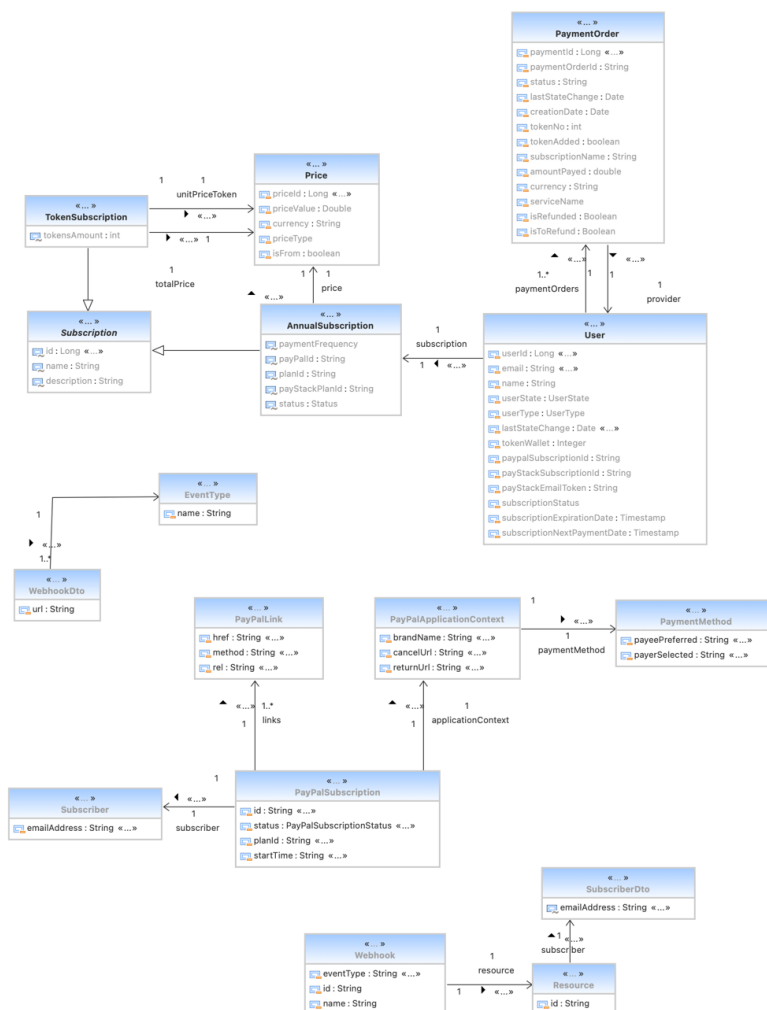 «... »
PaymentOrder
paymentId : Long «...»
paymentOrderId : String
status : String
lastStateChange : Date
creationDate : Date
tokenNo : int
tokenAdded : boolean
subscriptionName : String
amountPayed : double
currency : String
serviceName
isRefunded : Boolean
isToRefund : Boolean
«... »
Price
priceId : Long «...»
priceValue : Double
currency : String
priceType
isFrom : boolean
1
1
unitPriceToken
«...»
«...» 1
1
totalPrice
«... »
TokenSubscription
tokensAmount : int
«... »
Subscription
id : Long «...»
name : String
description : String
1
1
price
«...»
«... »
AnnualSubscription
paymentFrequency
payPalId : String
planId : String
payStackPlanId : String
status : Status
1
subscription
1 «...»
«...»
1..*
1
paymentOrders
«...»
1
1
provider
«... »
User
userId : Long «...»
email : String «...»
name : String
userState : UserState
userType : UserType
lastStateChange : Date «...»
tokenWallet : Integer
paypalSubscriptionId : String
payStackSubscriptionId : String
payStackEmailToken : String
subscriptionStatus
subscriptionExpirationDate : Timestamp
subscriptionNextPaymentDate : Timestamp
«... »
EventType
name : String
1
«...»
1..*
«... »
WebhookDto
url : String
«... »
PayPalLink
href : String «...»
method : String «...»
rel : String «...»
«... »
PayPalApplicationContext
brandName : String «...»
cancelUrl : String «...»
returnUrl : String «...»
1
«...»
1
paymentMethod
«... »
PaymentMethod
payeePreferred : String «...»
payerSelected : String «...»
«...» 1..*
1
links
«...»
1
1
applicationContext
«... »
PayPalSubscription
id : String «...»
status : PayPalSubscriptionStatus «...»
planId : String «...»
startTime : String «...»
1
«...»
1
subscriber
«... »
Subscriber
emailAddress : String «...»
«... »
SubscriberDto
emailAddress : String «...»
1 «...»
subscriber
«... »
Webhook
eventType : String «...»
id : String
name : String
1
resource
1
«...»
«... »
Resource
id : String